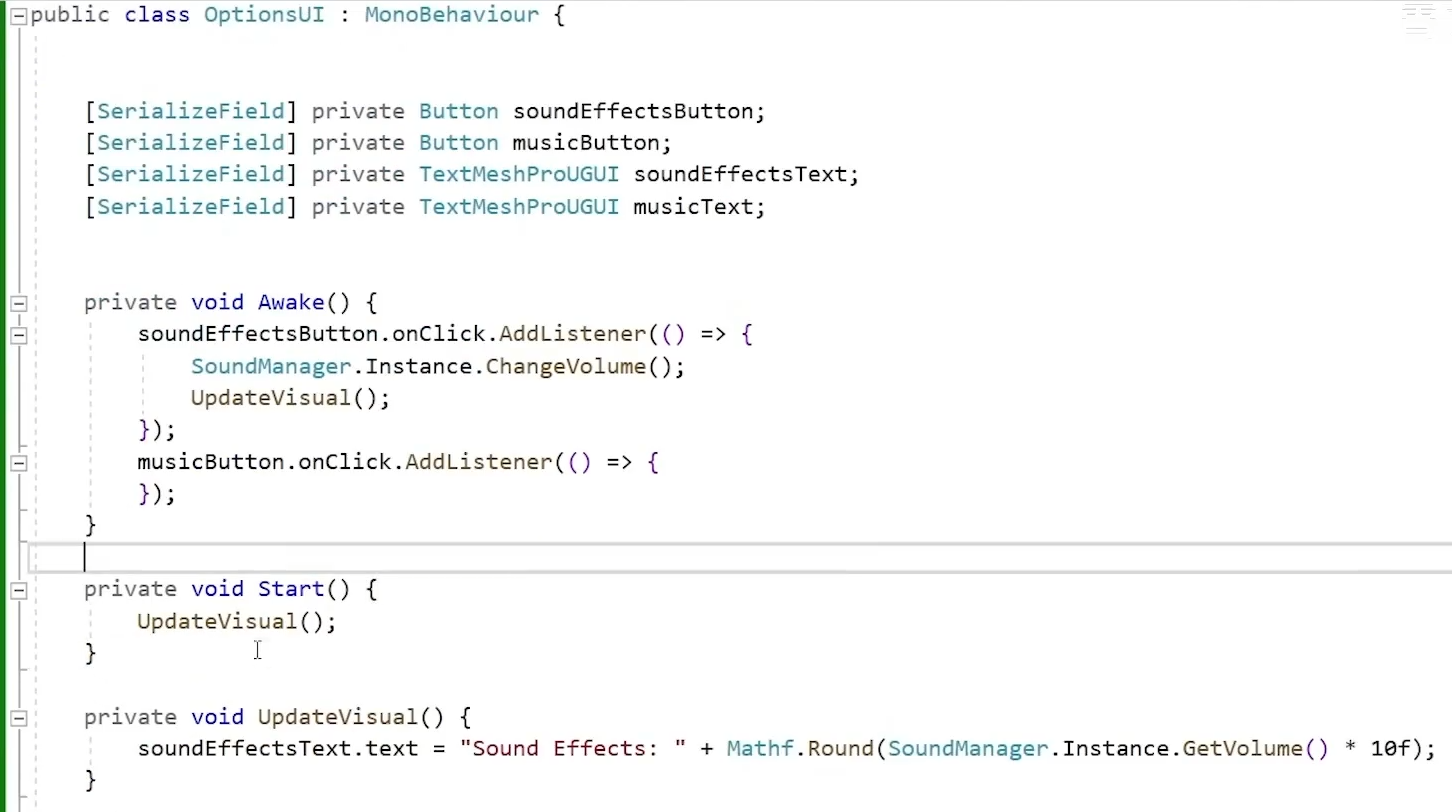 public class OptionsUI : MonoBehaviour {
[SerializeField] private Button soundEffectsButton;
[SerializeField] private Button musicButton;
[SerializeField] private TextMeshProUGUI soundEffectsText;
[SerializeField] private TextMeshProUGUI musicText;
private void Awake() {
soundEffectsButton.onClick.AddListener(() => {
SoundManager.Instance.ChangeVolume();
UpdateVisual();
});
musicButton.onClick.AddListener(() => {
});
}
private void Start() {
UpdateVisual();
}
private void UpdateVisual() {
soundEffectsText.text = "Sound Effects: " + Mathf.Round(SoundManager.Instance.GetVolume() * 10f);
}